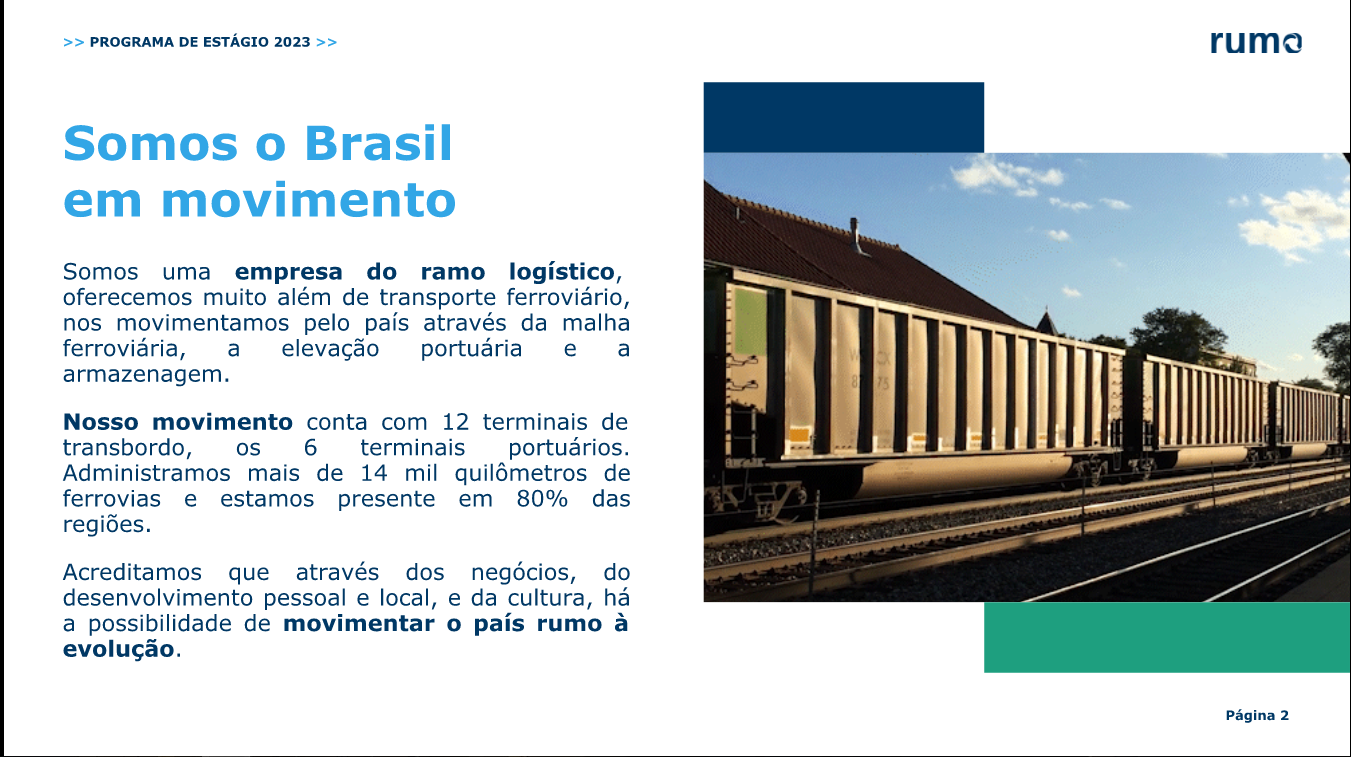 >> PROGRAMA DE ESTÁGIO 2023 >>
rumo
Somos o Brasil
em movimento
Somos uma empresa do ramo logístico,
oferecemos muito além de transporte ferroviário,
nos movimentamos pelo país através da malha
ferroviária, a elevação portuária e a
armazenagem.
Nosso movimento conta com 12 terminais de
transbordo, os 6 terminais portuários.
Administramos mais de 14 mil quilômetros de
ferrovias e estamos presente em 80% das
regiões.
Acreditamos que através dos negócios, do
desenvolvimento pessoal e local, e da cultura, há
a possibilidade de movimentar o país rumo à
evolução.
Página 2